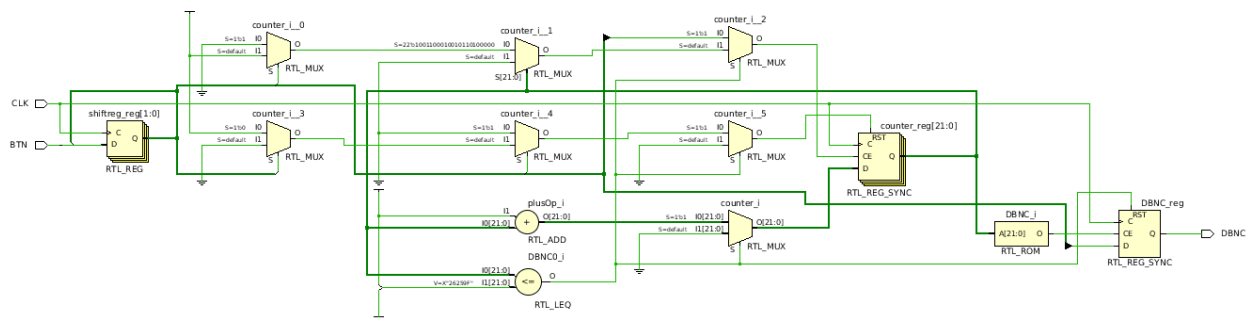 counter_i__0
S=1'b1
I0
S=default
I1
O
S
RTL_MUX
counter_i__1
S=22'b1001100010010110100000
I0
S=default
I1
O
S[21:0]
RTL_MUX
counter_i__2
S=1'b1
I0
S=default
I1
O
S
RTL_MUX
CLK
shiftreg_reg[1:0]
C
D
Q
RTL_REG
BTN
counter_i__3
S=1'b0
I0
S=default
I1
O
S
RTL_MUX
counter_i__4
S=1'b1
I0
S=default
I1
O
S
RTL_MUX
counter_i__5
S=1'b1
I0
S=default
I1
O
S
RTL_MUX
counter_reg[21:0]
RST
C
CE
D
Q
RTL_REG_SYNC
plusOp_i
I1
I0[21:0]
+
O[21:0]
RTL_ADD
counter_i
S=1'b1
I0[21:0]
S=default
I1[21:0]
O[21:0]
S
RTL_MUX
DBNC_i
A[21:0]
O
RTL_ROM
DBNC_reg
RST
C
CE
D
Q
RTL_REG_SYNC
DBNC
DBNC0_i
I0[21:0]
V=X"26259F"
I1[21:0]
<=
O
RTL_LEQ